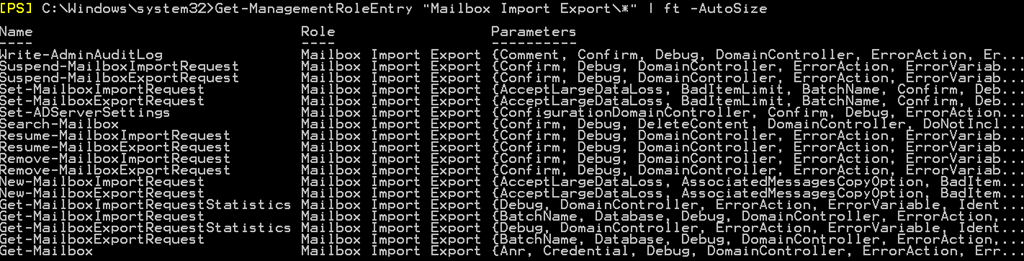 [PS] C:\Windows\system32>Get-ManagementRoleEntry "Mailbox Import Export\*" | ft -AutoSize
Name Role Parameters
---- ---- ----------
Write-AdminAuditLog Mailbox Import Export {Comment, Confirm, Debug, DomainController, ErrorAction, Er...
Suspend-MailboxImportRequest Mailbox Import Export {Confirm, Debug, DomainController, ErrorAction, ErrorVariab...
Suspend-MailboxExportRequest Mailbox Import Export {Confirm, Debug, DomainController, ErrorAction, ErrorVariab...
Set-MailboxImportRequest Mailbox Import Export {AcceptLargeDataLoss, BadItemLimit, BatchName, Confirm, Deb...
Set-MailboxExportRequest Mailbox Import Export {AcceptLargeDataLoss, BadItemLimit, BatchName, Confirm, Deb...
Set-ADServerSettings Mailbox Import Export {ConfigurationDomainController, Confirm, Debug, ErrorAction...
Search-Mailbox Mailbox Import Export {Confirm, Debug, DeleteContent, DomainController, DoNotIncl...
Resume-MailboxImportRequest Mailbox Import Export {Confirm, Debug, DomainController, ErrorAction, ErrorVariab...
Resume-MailboxExportRequest Mailbox Import Export {Confirm, Debug, DomainController, ErrorAction, ErrorVariab...
Remove-MailboxImportRequest Mailbox Import Export {Confirm, Debug, DomainController, ErrorAction, ErrorVariab...
Remove-MailboxExportRequest Mailbox Import Export {Confirm, Debug, DomainController, ErrorAction, ErrorVariab...
New-MailboxImportRequest Mailbox Import Export {AcceptLargeDataLoss, AssociatedMessagesCopyOption, BadItem...
New-MailboxExportRequest Mailbox Import Export {AcceptLargeDataLoss, AssociatedMessagesCopyOption, BadItem...
Get-MailboxImportRequestStatistics Mailbox Import Export {Debug, DomainController, ErrorAction, ErrorVariable, Ident...
Get-MailboxImportRequest Mailbox Import Export {BatchName, Database, Debug, DomainController, ErrorAction,...
Get-MailboxExportRequestStatistics Mailbox Import Export {Debug, DomainController, ErrorAction, ErrorVariable, Ident...
Get-MailboxExportRequest Mailbox Import Export {BatchName, Database, Debug, DomainController, ErrorAction,...
Get-Mailbox Mailbox Import Export {Anr, Credential, Debug, DomainController, ErrorAction, Err...